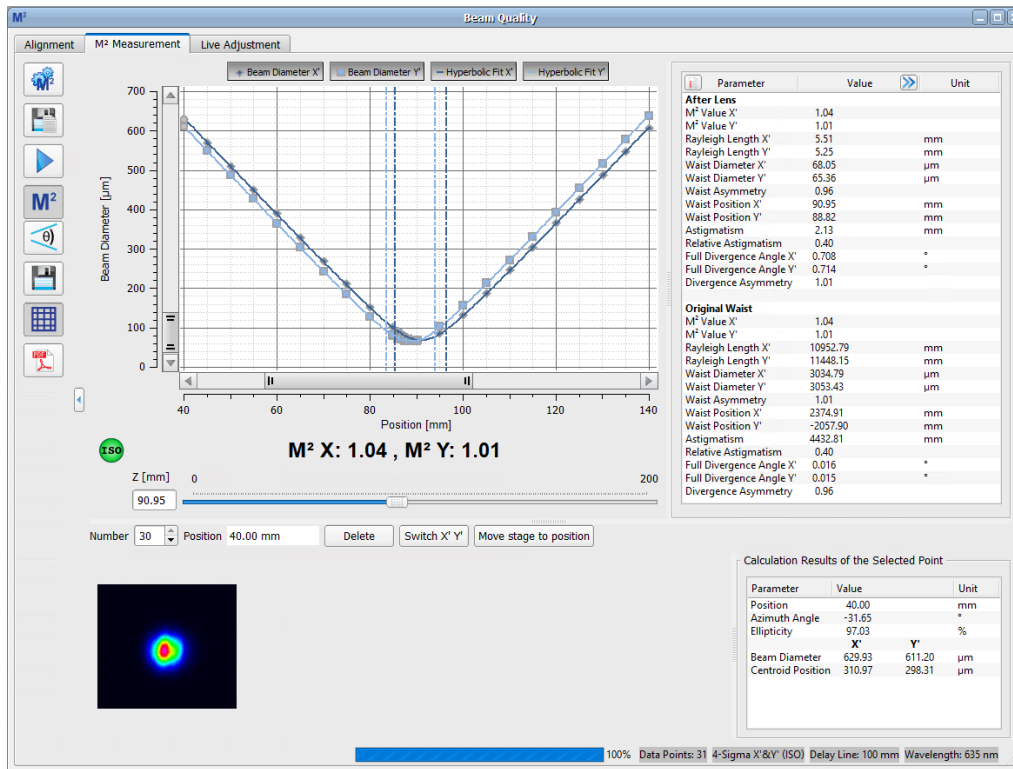 M² Beam Quality
Alignment M² Measurement Live Adjustment
Beam Diameter X' Beam Diameter Y' Hyperbolic Fit X' Hyperbolic Fit Y'
M²
M²
θ)
PDF
Beam Diameter [µm]
700
600
500
400
300
200
100
0
40 60 80 100 120 140
Position [mm]
ISO
M² X: 1.04 , M² Y: 1.01
Z [mm] 0 200
90.95
Parameter Value Unit
After Lens
M² Value X' 1.04
M² Value Y' 1.01
Rayleigh Length X' 5.51 mm
Rayleigh Length Y' 5.25 mm
Waist Diameter X' 68.05 µm
Waist Diameter Y' 65.36 µm
Waist Asymmetry 0.96
Waist Position X' 90.95 mm
Waist Position Y' 88.82 mm
Astigmatism 2.13 mm
Relative Astigmatism 0.40
Full Divergence Angle X' 0.708 °
Full Divergence Angle Y' 0.714 °
Divergence Asymmetry 1.01
Original Waist
M² Value X' 1.04
M² Value Y' 1.01
Rayleigh Length X' 10952.79 mm
Rayleigh Length Y' 11448.15 mm
Waist Diameter X' 3034.79 µm
Waist Diameter Y' 3053.43 µm
Waist Asymmetry 1.01
Waist Position X' 2374.91 mm
Waist Position Y' -2057.90 mm
Astigmatism 4432.81 mm
Relative Astigmatism 0.40
Full Divergence Angle X' 0.016 °
Full Divergence Angle Y' 0.015 °
Divergence Asymmetry 0.96
Number 30 Position 40.00 mm Delete Switch X' Y' Move stage to position
Calculation Results of the Selected Point
Parameter Value Unit
Position 40.00 mm
Azimuth Angle -31.65 °
Ellipticity 97.03 %
X' Y'
Beam Diameter 629.93 611.20 µm
Centroid Position 310.97 298.31 µm
100% Data Points: 31 4-Sigma X'&Y' (ISO) Delay Line: 100 mm Wavelength: 635 nm